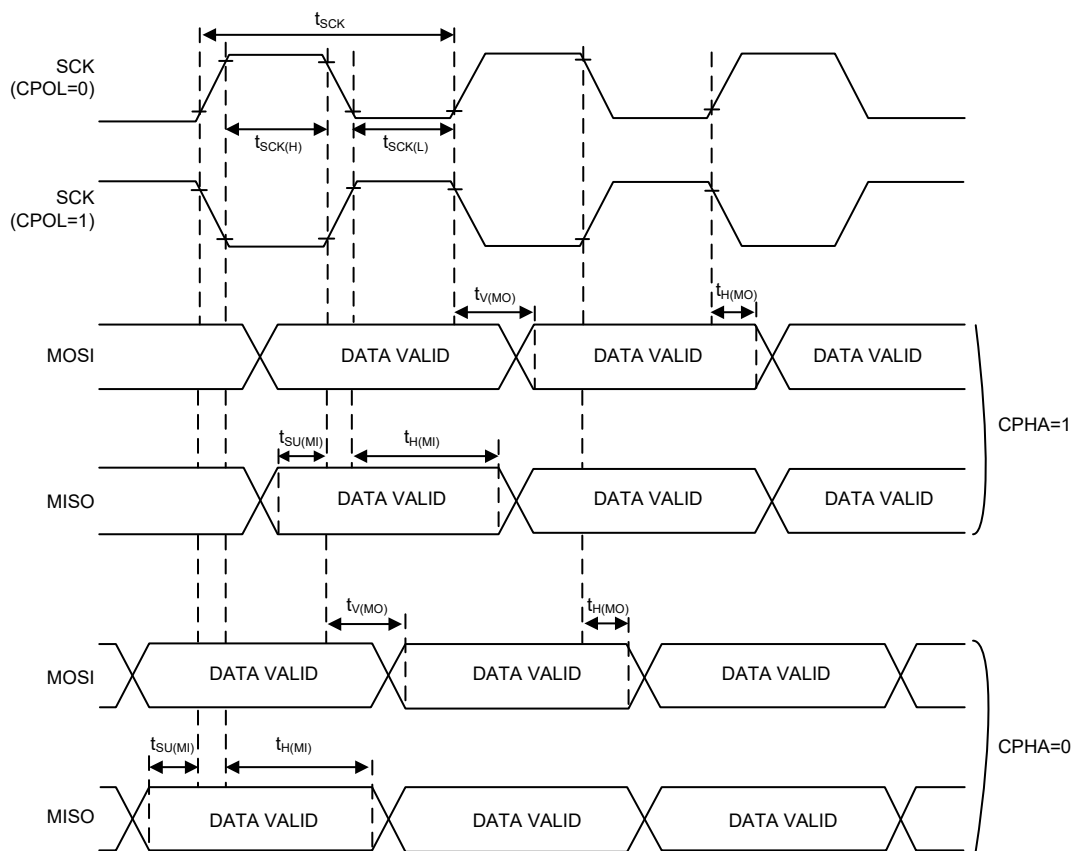 tSCK
SCK
(CPOL=0)
tSCK(H)
tSCK(L)
SCK
(CPOL=1)
tV(MO)
tH(MO)
MOSI
DATA VALID
DATA VALID
DATA VALID
CPHA=1
tSU(MI)
tH(MI)
MISO
DATA VALID
DATA VALID
DATA VALID
tV(MO)
tH(MO)
MOSI
DATA VALID
DATA VALID
DATA VALID
CPHA=0
tSU(MI)
tH(MI)
MISO
DATA VALID
DATA VALID
DATA VALID